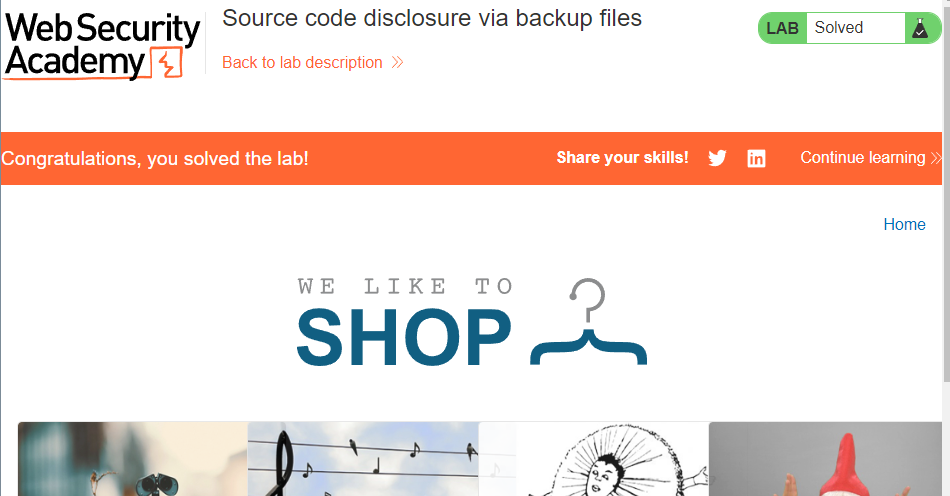 Web Security
Academy
Source code disclosure via backup files
Back to lab description
LAB Solved
Congratulations, you solved the lab!
Share your skills!
Continue learning
Home
WE LIKE TO
SHOP